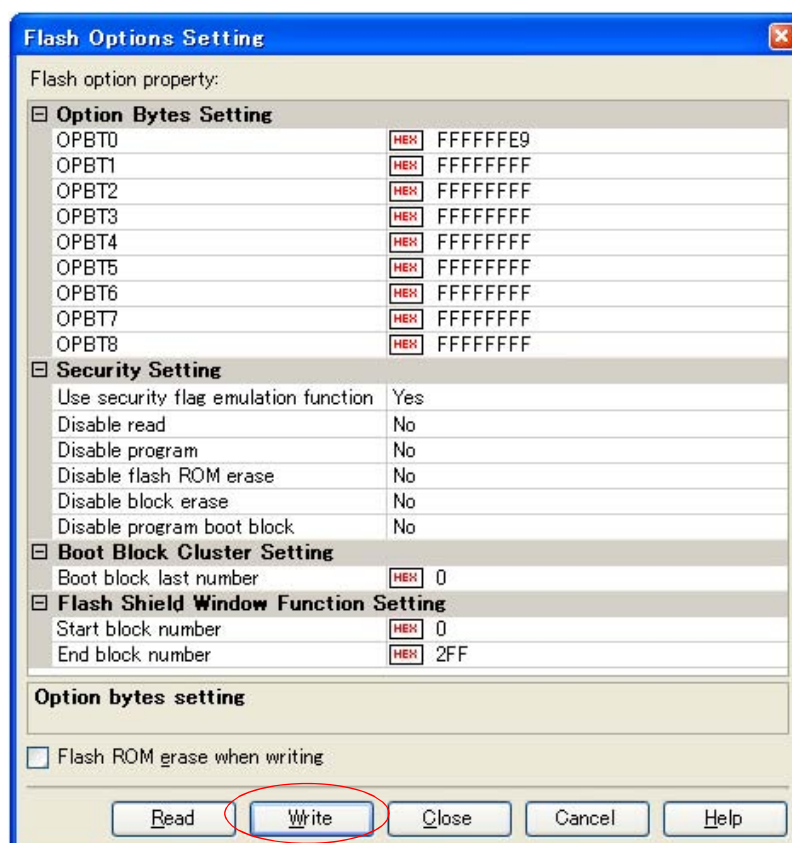 Flash Options Setting
Flash option property:
Option Bytes Setting
OPBT0 HEX FFFFFFE9
OPBT1 HEX FFFFFFFF
OPBT2 HEX FFFFFFFF
OPBT3 HEX FFFFFFFF
OPBT4 HEX FFFFFFFF
OPBT5 HEX FFFFFFFF
OPBT6 HEX FFFFFFFF
OPBT7 HEX FFFFFFFF
OPBT8 HEX FFFFFFFF
Security Setting
Use security flag emulation function Yes
Disable read No
Disable program No
Disable flash ROM erase No
Disable block erase No
Disable program boot block No
Boot Block Cluster Setting
Boot block last number HEX 0
Flash Shield Window Function Setting
Start block number HEX 0
End block number HEX 2FF
Option bytes setting
Flash ROM erase when writing
Read Write Close Cancel Help